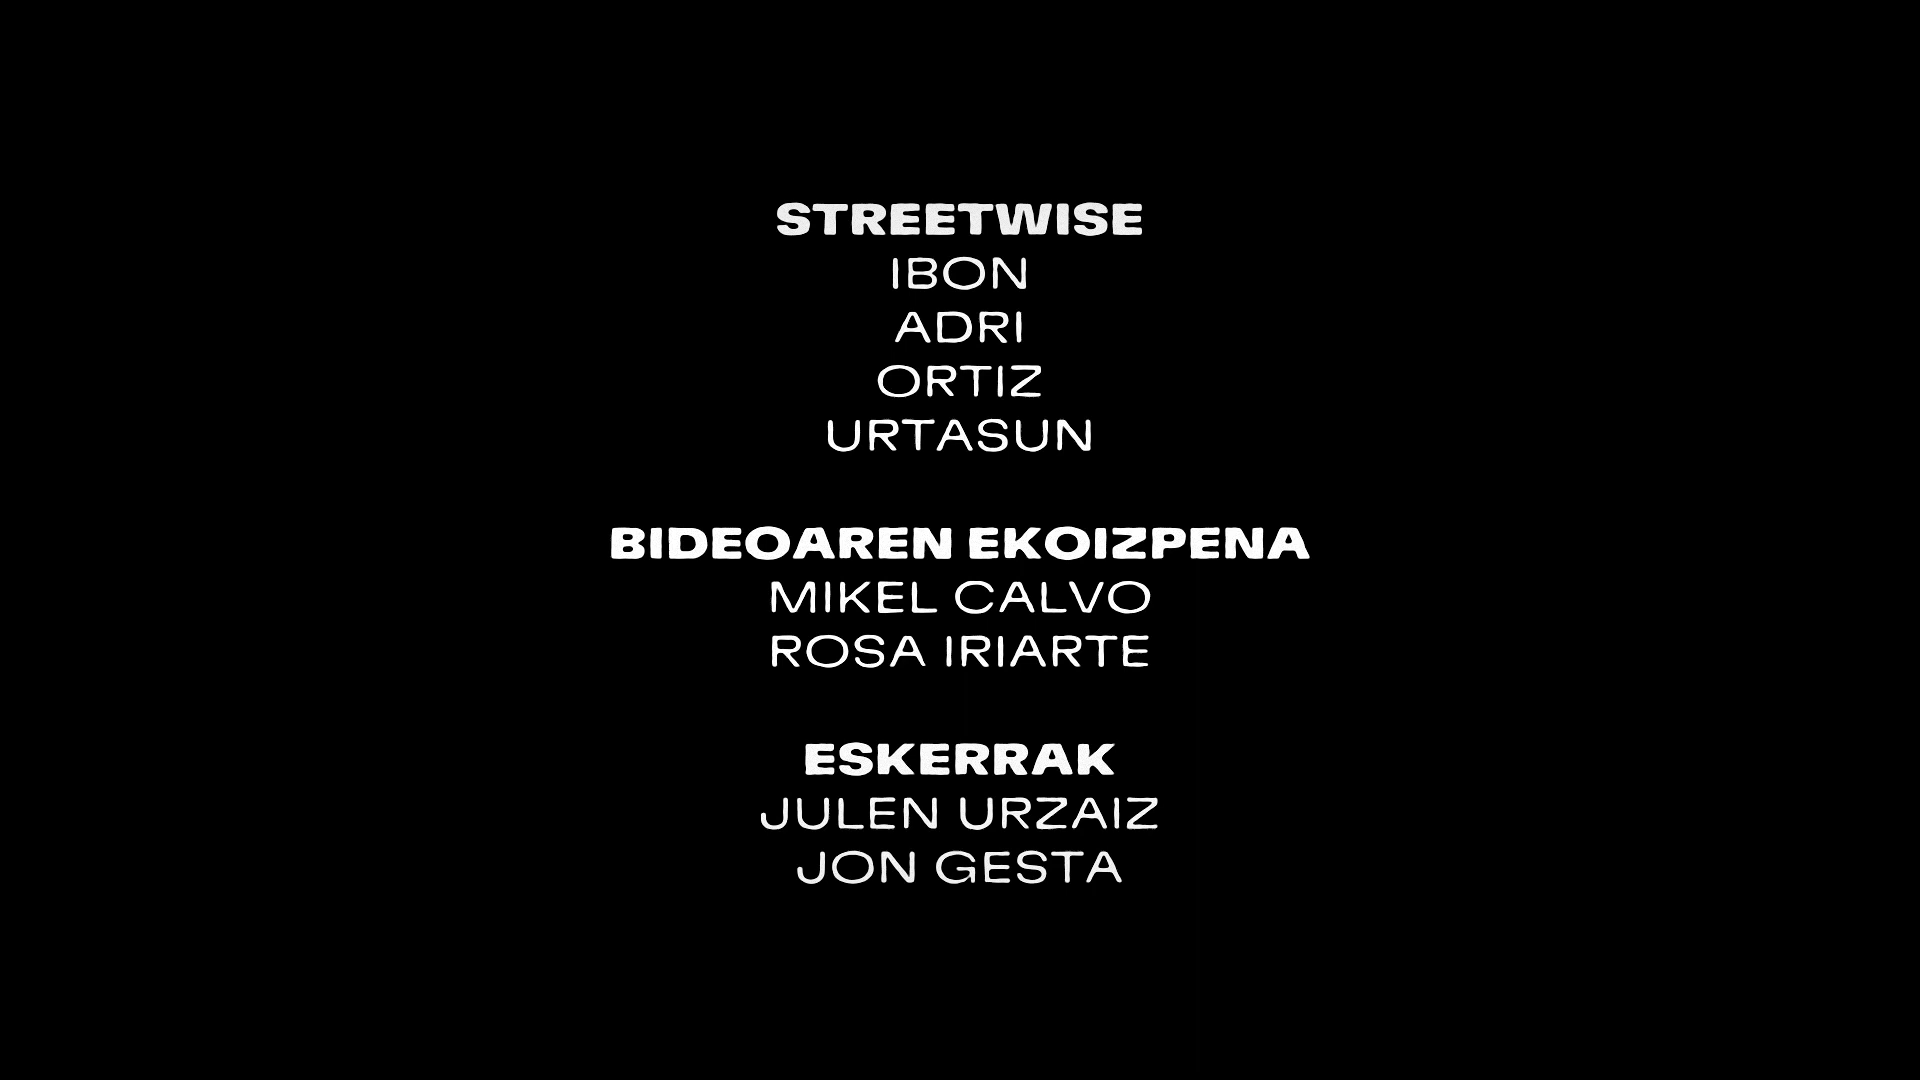 STREETWISE
IBON
ADRI
ORTIZ
URTASUN
BIDEOAREN EKOIZPENA
MIKEL CALVO
ROSA IRIARTE
ESKERRAK
JULEN URZAIZ
JON GESTA